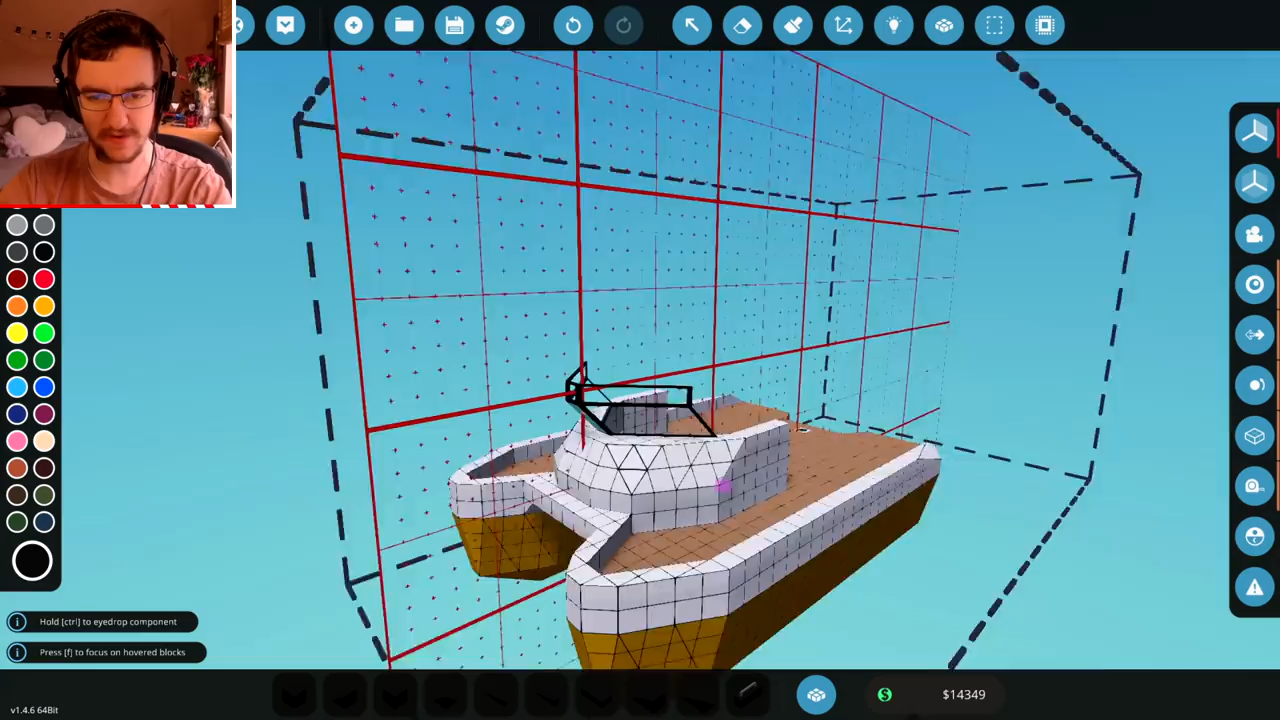 Hold [ctrl] to eyedrop component
Press [f] to focus on hovered blocks
$ $14349
v1.4.6 64Bit